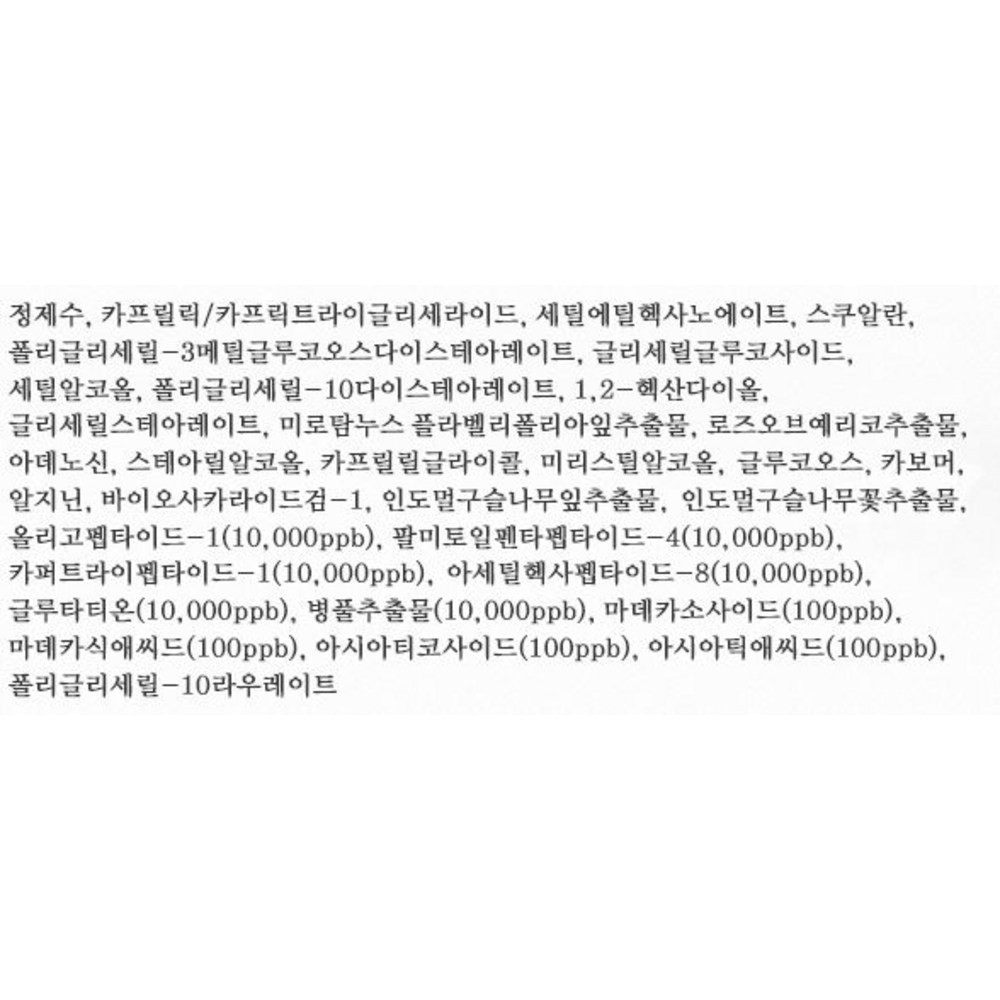 정제수, 카프릴릭/카프릭트라이글리세라이드, 세틸에틸헥사노에이트, 스쿠알란,
폴리글리세릴-3메틸글루코오스다이스테아레이트, 글리세릴글루코사이드,
세틸알코올, 폴리글리세릴-10다이스테아레이트, 1,2-헥산다이올,
글리세릴스테아레이트, 미로탐누스 플라벨리폴리아잎추출물, 로즈오브예리코추출물,
아데노신, 스테아릴알코올, 카프릴릴글라이콜, 미리스틸알코올, 글루코오스, 카보머,
알지닌, 바이오사카라이드검-1, 인도멀구슬나무잎추출물, 인도멀구슬나무꽃추출물,
올리고펩타이드-1(10,000ppb), 팔미토일펜타펩타이드-4(10,000ppb),
카퍼트라이펩타이드-1(10,000ppb), 아세틸헥사펩타이드-8(10,000ppb),
글루타티온(10,000ppb), 병풀추출물(10,000ppb), 마데카소사이드(100ppb),
마데카식애씨드(100ppb), 아시아티코사이드(100ppb), 아시아틱애씨드(100ppb),
폴리글리세릴-10라우레이트